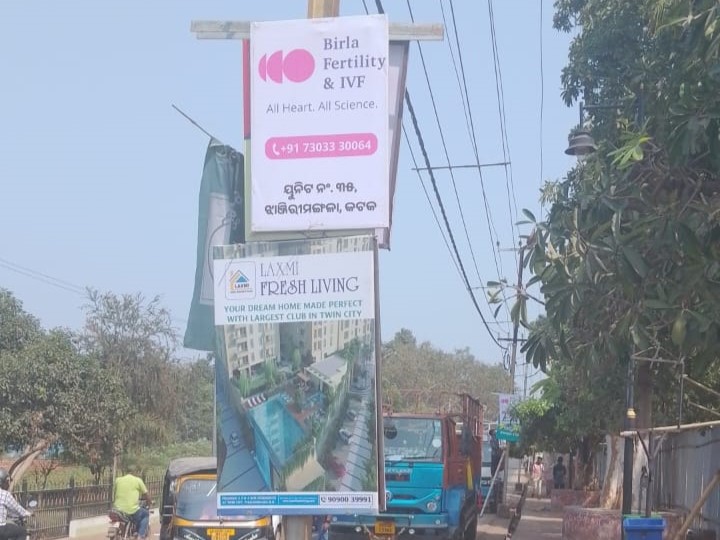 Birla
Fertility
& IVF
All Heart. All Science.
+91 73033 30064
ୟୁନିଟ ନଂ. ୩୫,
ଝାଞ୍ଜିରୀମଙ୍ଗଳା, କଟକ
LAXMI
FRESH LIVING
LAXMI
YOUR DREAM HOME MADE PERFECT
WITH LARGEST CLUB IN TWIN CITY
90900 39991